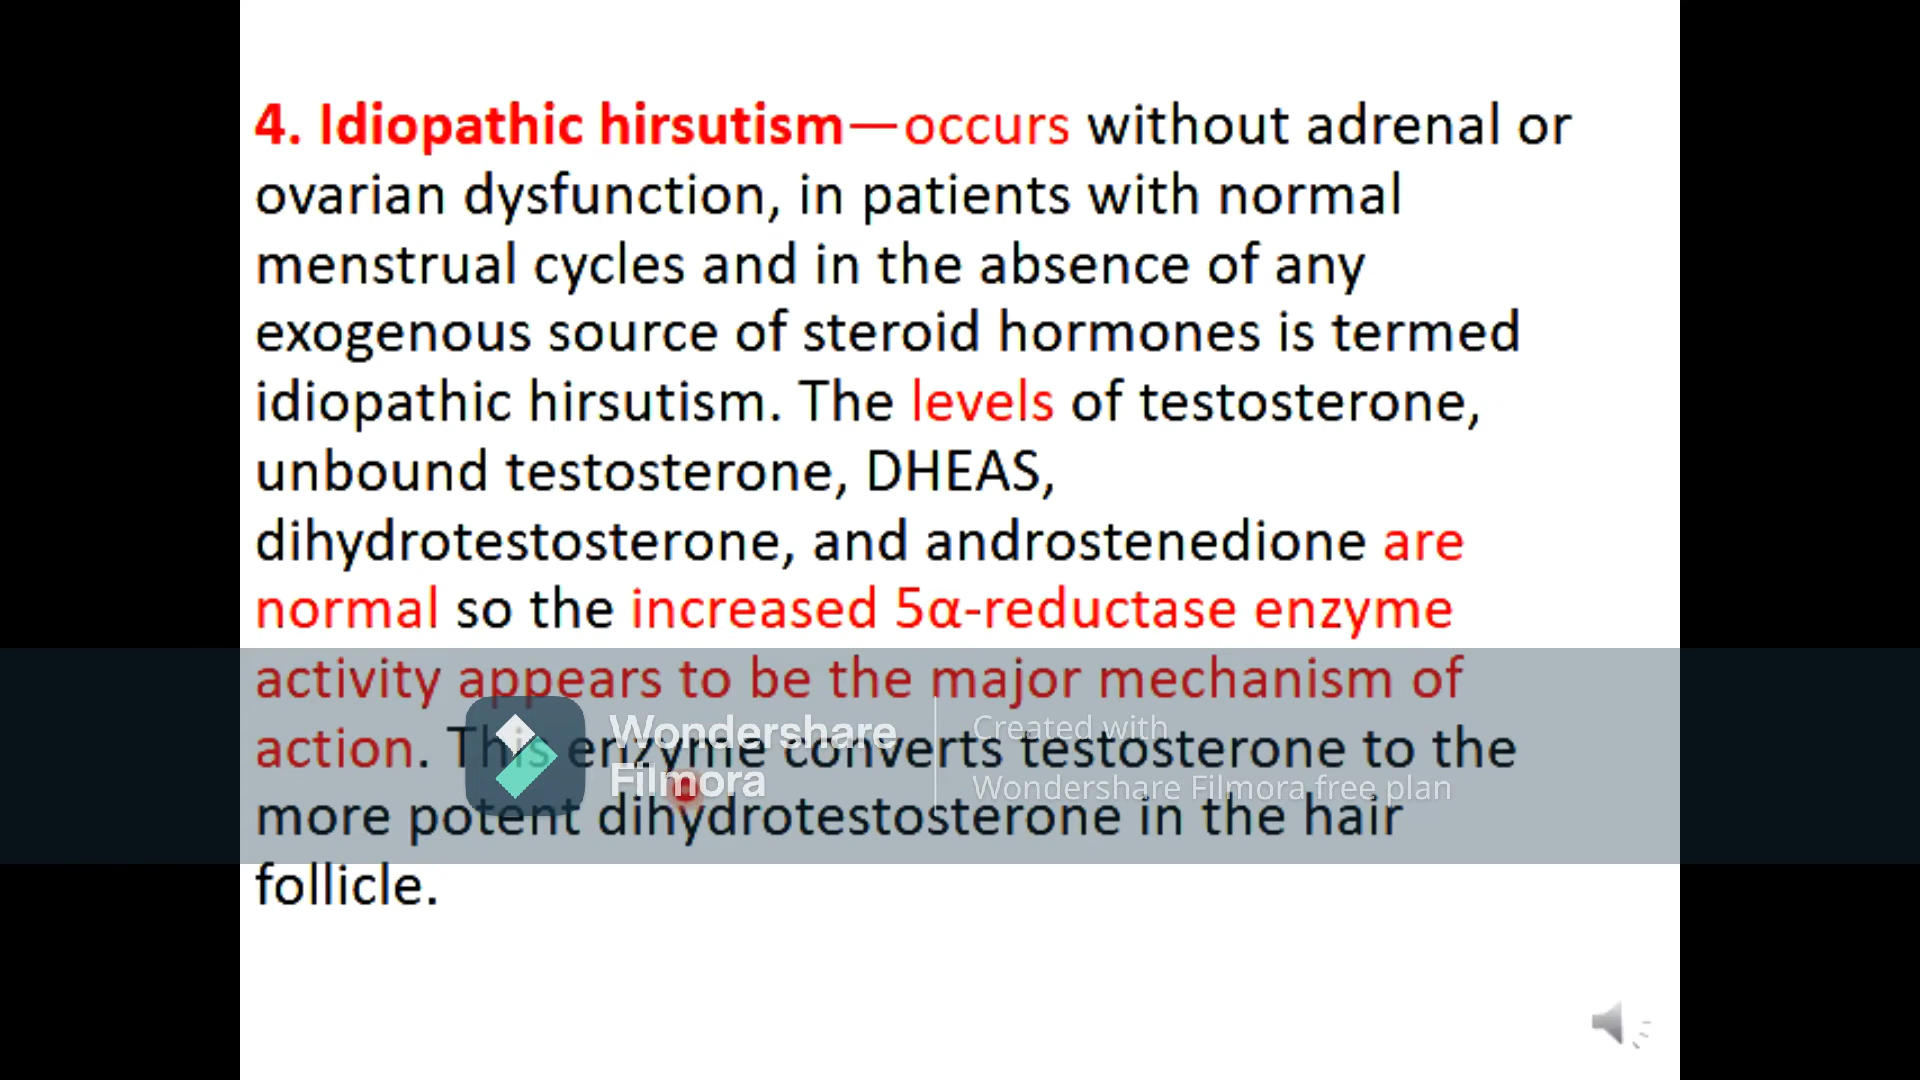 4. Idiopathic hirsutism—occurs without adrenal or
ovarian dysfunction, in patients with normal
menstrual cycles and in the absence of any
exogenous source of steroid hormones is termed
idiopathic hirsutism. The levels of testosterone,
unbound testosterone, DHEAS,
dihydrotestosterone, and androstenedione are
normal so the increased 5α-reductase enzyme
activity appears to be the major mechanism of
action. This enzyme converts testosterone to the
more potent dihydrotestosterone in the hair
follicle.
Wondershare
Filmora
Created with
Wondershare Filmora free plan